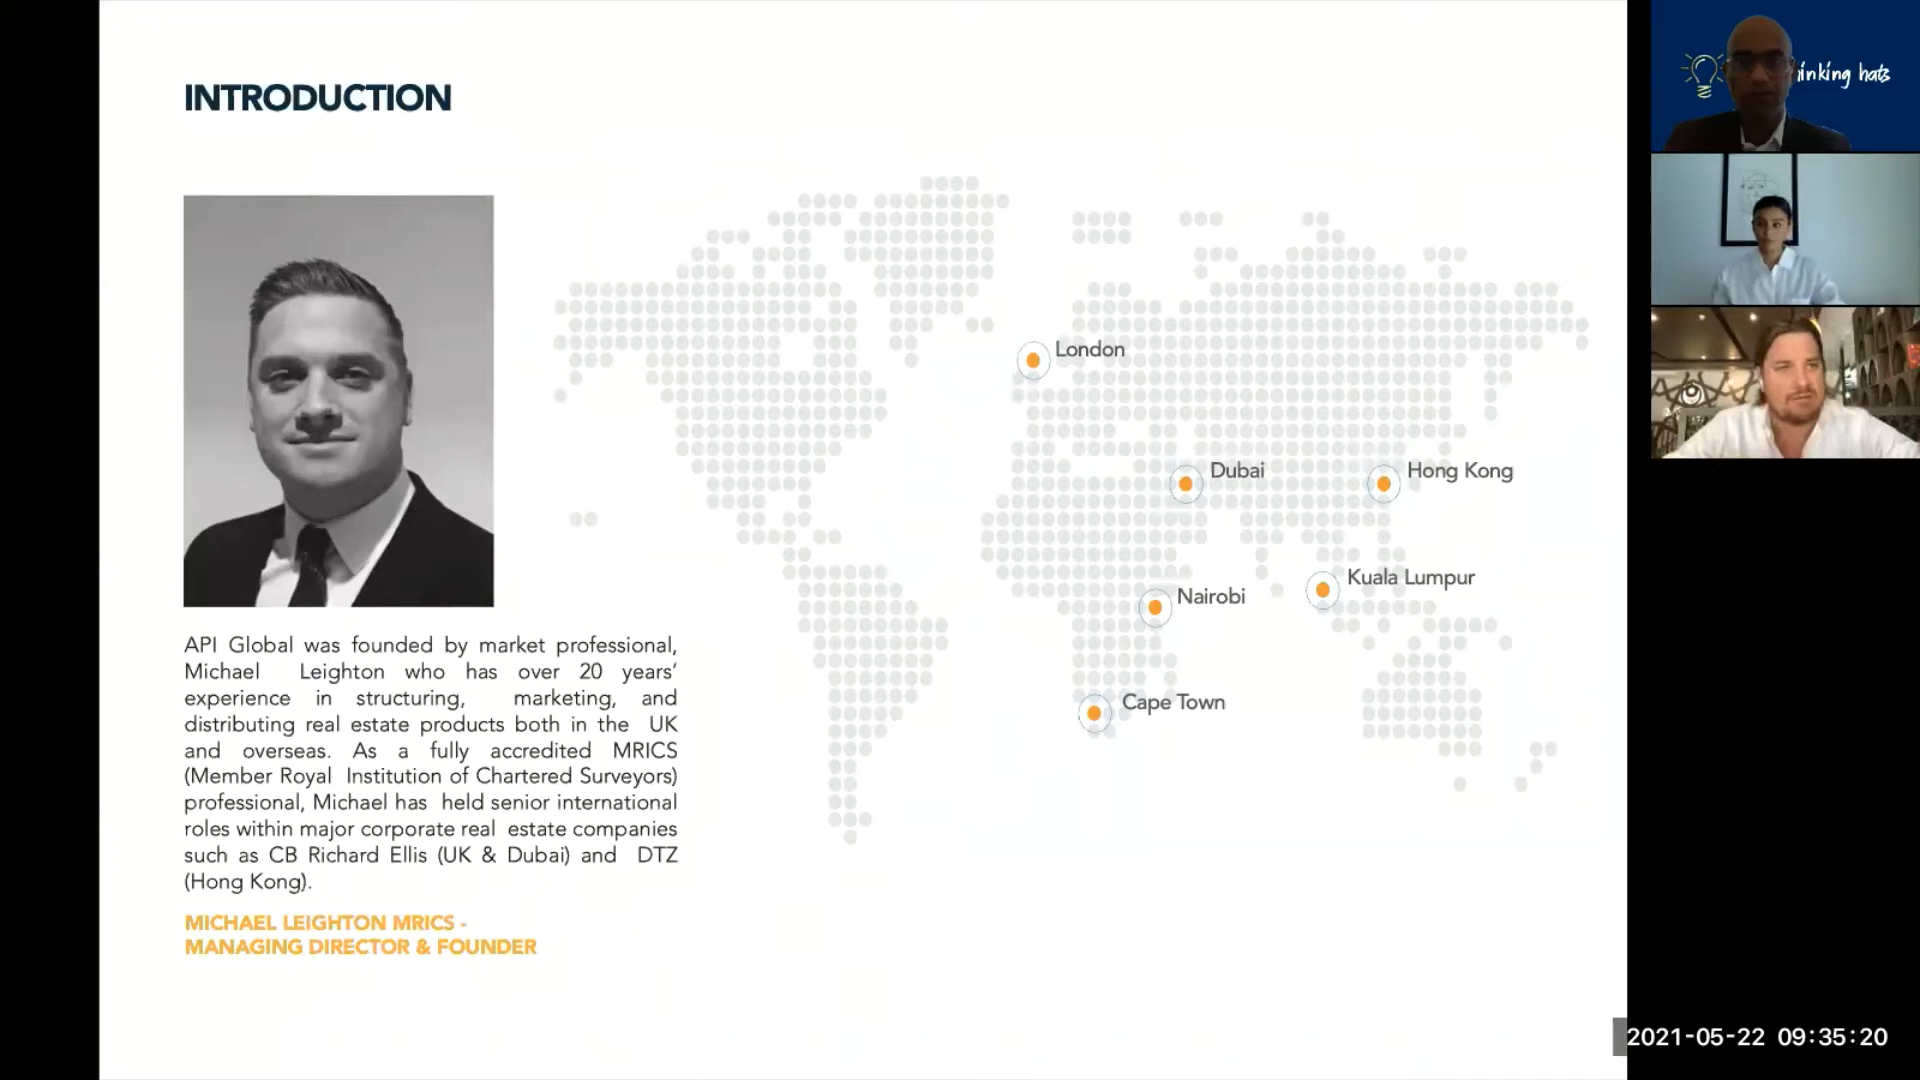 INTRODUCTION
inking hats
London
Dubai
Hong Kong
Kuala Lumpur
Nairobi
Cape Town
API Global was founded by market professional,
Michael Leighton who has over 20 years’
experience in structuring, marketing, and
distributing real estate products both in the UK
and overseas. As a fully accredited MRICS
(Member Royal Institution of Chartered Surveyors)
professional, Michael has held senior international
roles within major corporate real estate companies
such as CB Richard Ellis (UK & Dubai) and DTZ
(Hong Kong).
MICHAEL LEIGHTON MRICS -
MANAGING DIRECTOR & FOUNDER
2021-05-22 09:35:20